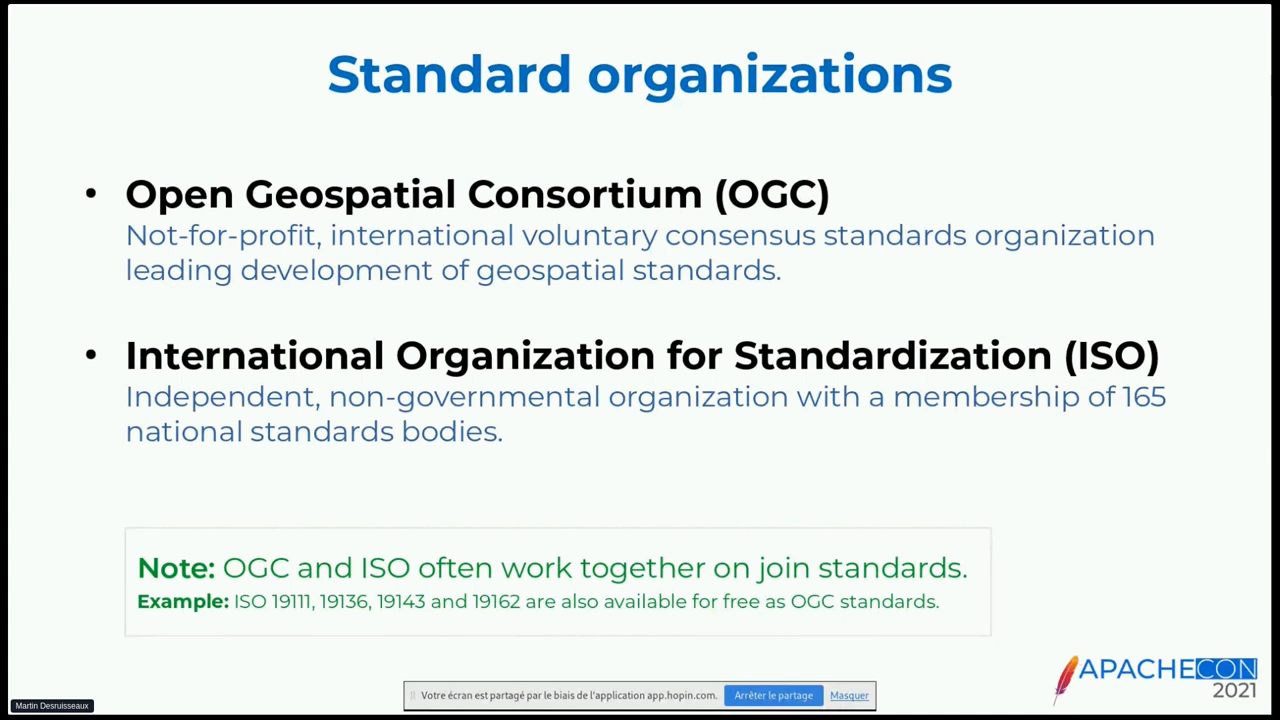 Standard organizations
• Open Geospatial Consortium (OGC)
Not-for-profit, international voluntary consensus standards organization
leading development of geospatial standards.
• International Organization for Standardization (ISO)
Independent, non-governmental organization with a membership of 165
national standards bodies.
Note: OGC and ISO often work together on join standards.
Example: ISO 19111, 19136, 19143 and 19162 are also available for free as OGC standards.
APACHECON
2021
Votre écran est partagé par le biais de l'application app.hopin.com. Arrêter le partage Masquer
Martin Desruisseaux